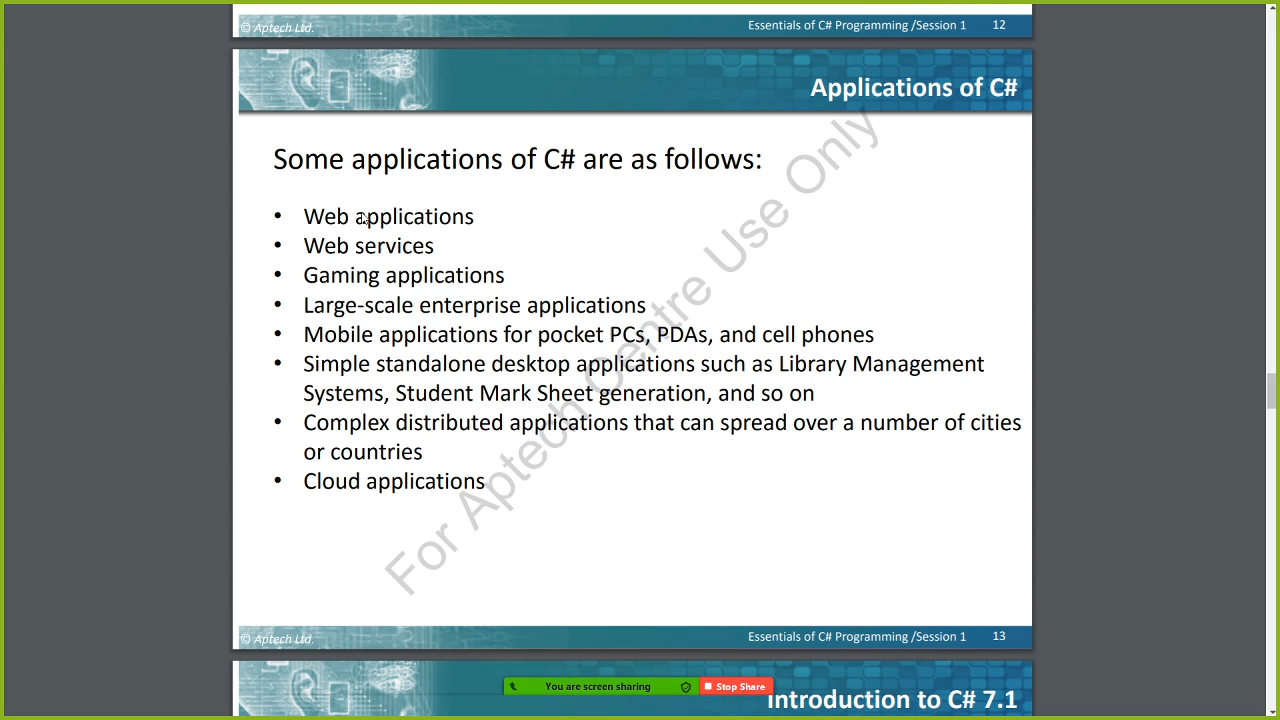 © Aptech Ltd.
Essentials of C# Programming /Session 1 12
Applications of C#
Some applications of C# are as follows:
• Web applications
• Web services
• Gaming applications
• Large-scale enterprise applications
• Mobile applications for pocket PCs, PDAs, and cell phones
• Simple standalone desktop applications such as Library Management
Systems, Student Mark Sheet generation, and so on
• Complex distributed applications that can spread over a number of cities
or countries
• Cloud applications
For Aptech Centre Use Only
© Aptech Ltd.
Essentials of C# Programming /Session 1 13
You are screen sharing
Stop Share
Introduction to C# 7.1